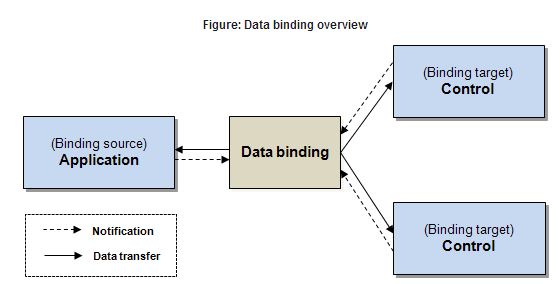 Figure: Data binding overview
(Binding target)
Control
(Binding source)
Application
Data binding
(Binding target)
Control
Notification
Data transfer